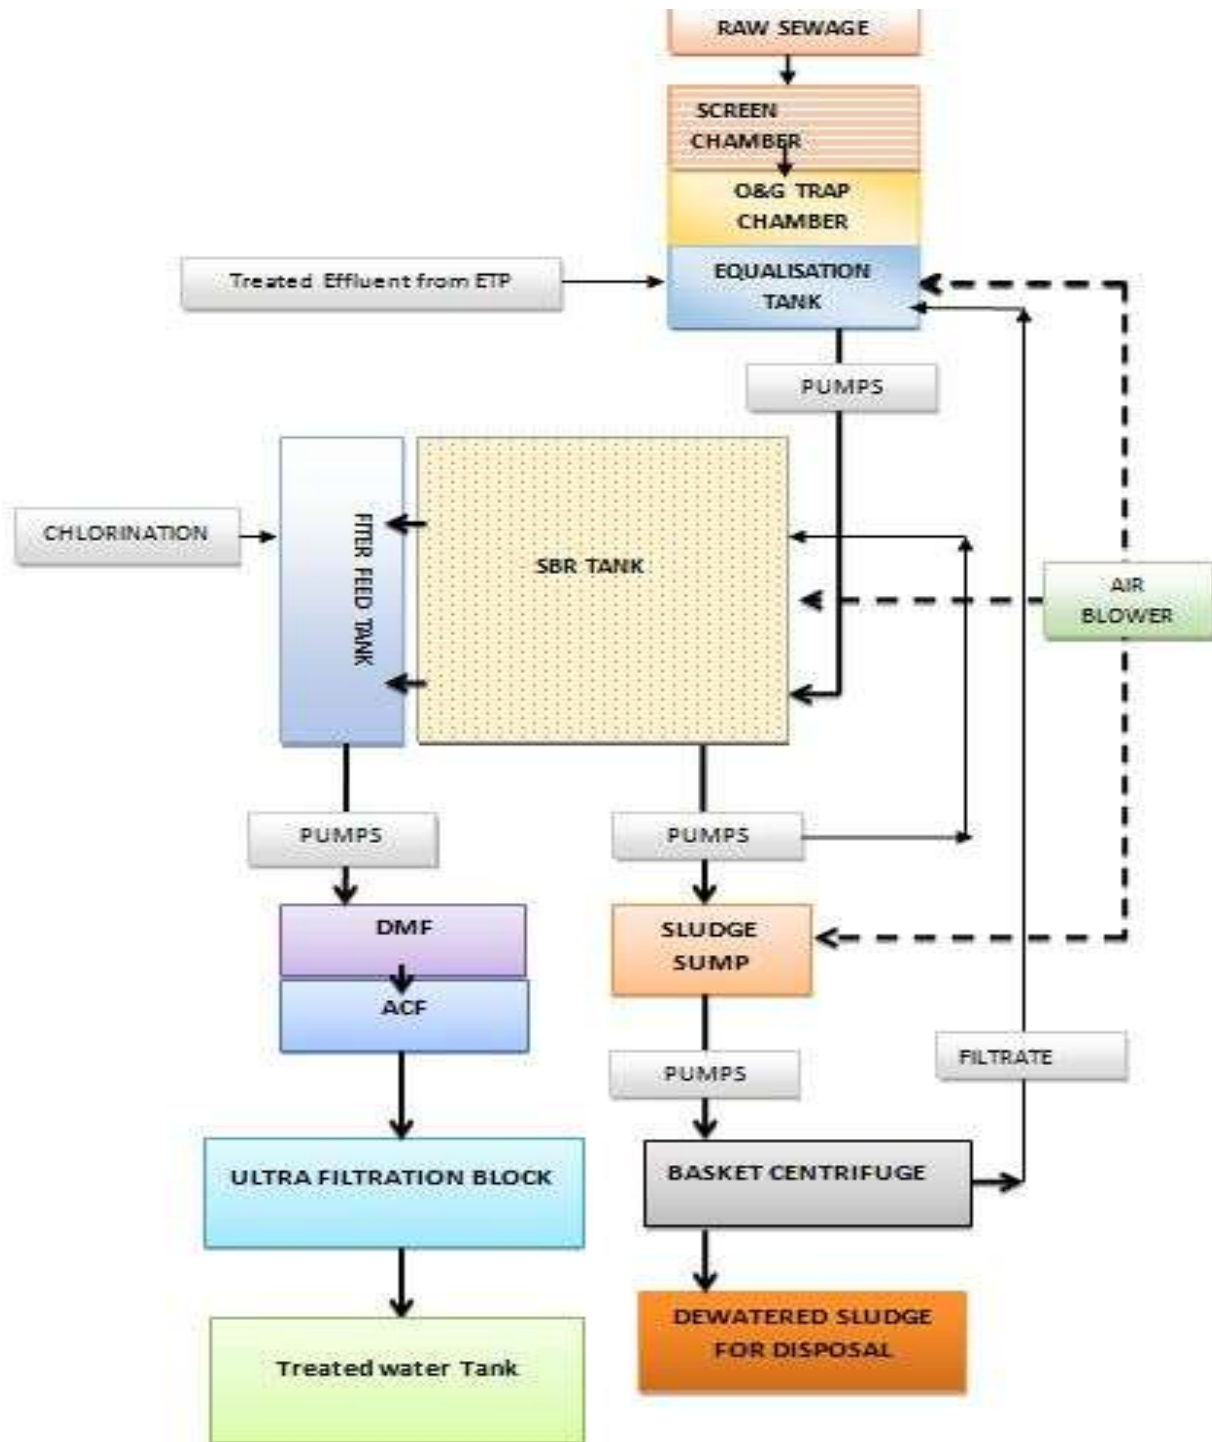 RAW SEWAGE
SCREEN
CHAMBER
O&G TRAP
CHAMBER
EQUALISATION
TANK
Treated Effluent from ETP
PUMPS
CHLORINATION
FITER FEED TANK
SBR TANK
AIR
BLOWER
PUMPS
PUMPS
DMF
ACF
SLUDGE
SUMP
PUMPS
FILTRATE
ULTRA FILTRATION BLOCK
BASKET CENTRIFUGE
DEWATERED SLUDGE
FOR DISPOSAL
Treated water Tank